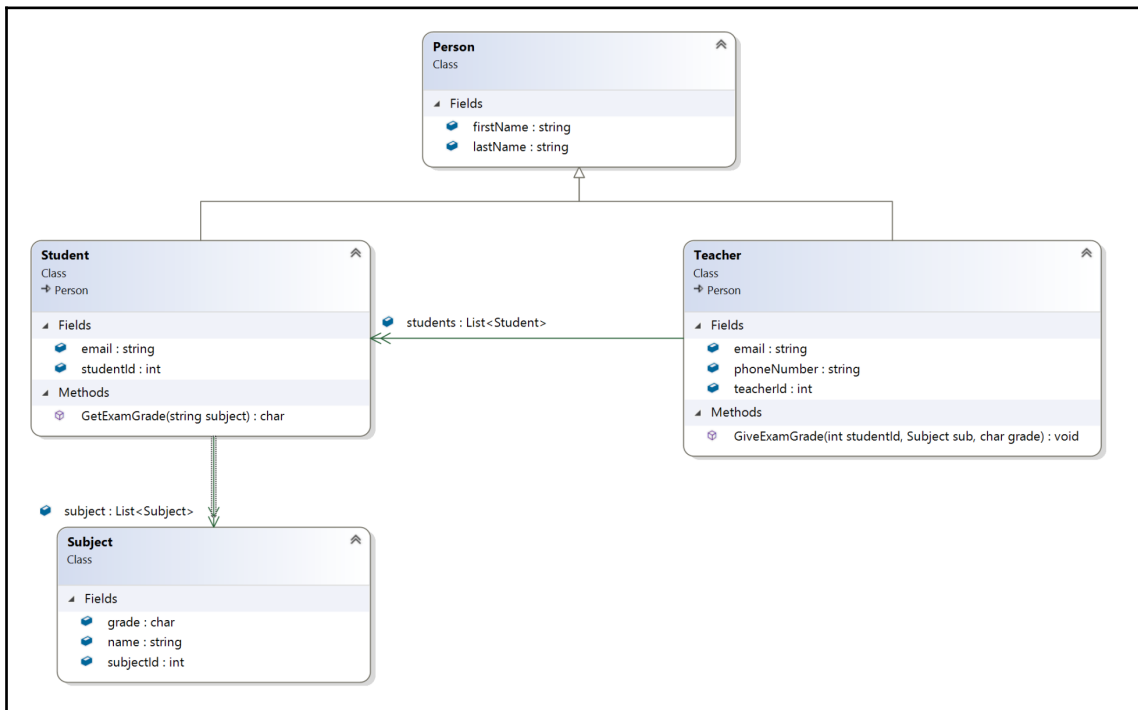 Person
Class
Fields
firstName : string
lastName : string
Student
Class
Person
Fields
email : string
studentId : int
Methods
GetExamGrade(string subject) : char
students : List<Student>
Teacher
Class
Person
Fields
email : string
phoneNumber : string
teacherId : int
Methods
GiveExamGrade(int studentId, Subject sub, char grade) : void
subject : List<Subject>
Subject
Class
Fields
grade : char
name : string
subjectId : int